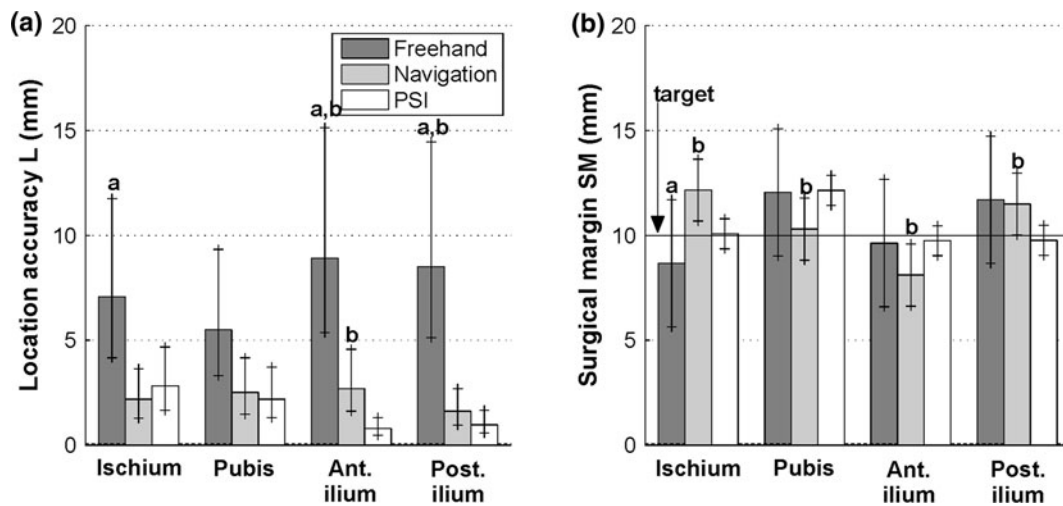 (a)
Location accuracy L (mm)
20
15
10
5
0
Freehand
Navigation
PSI
a
a,b
b
a,b
Ischium
Pubis
Ant.
ilium
Post.
ilium
(b)
Surgical margin SM (mm)
20
15
10
5
0
target
a
b
b
b
b
Ischium
Pubis
Ant.
ilium
Post.
ilium